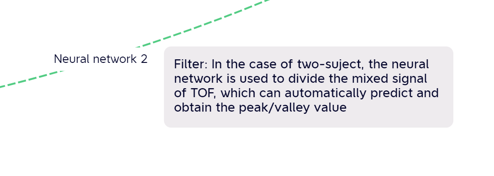 Neural network 2
Filter: In the case of two-suject, the neural
network is used to divide the mixed signal
of TOF, which can automatically predict and
obtain the peak/valley value